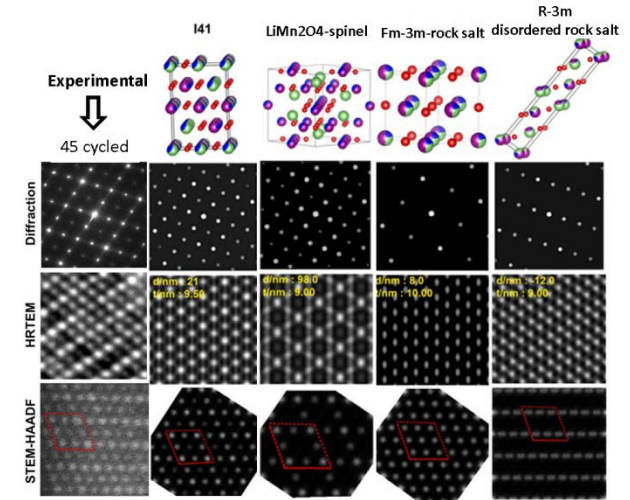 I41
LiMn2O4-spinel
Fm-3m-rock salt
R-3m
disordered rock salt
Experimental
45 cycled
Diffraction
HRTEM
d/nm : 21
t/nm : 9.50
d/nm : 98.0
t/nm : 9.00
d/nm : 8.0
t/nm : 10.00
d/nm : -12.0
t/nm : 9.00
STEM-HAADF